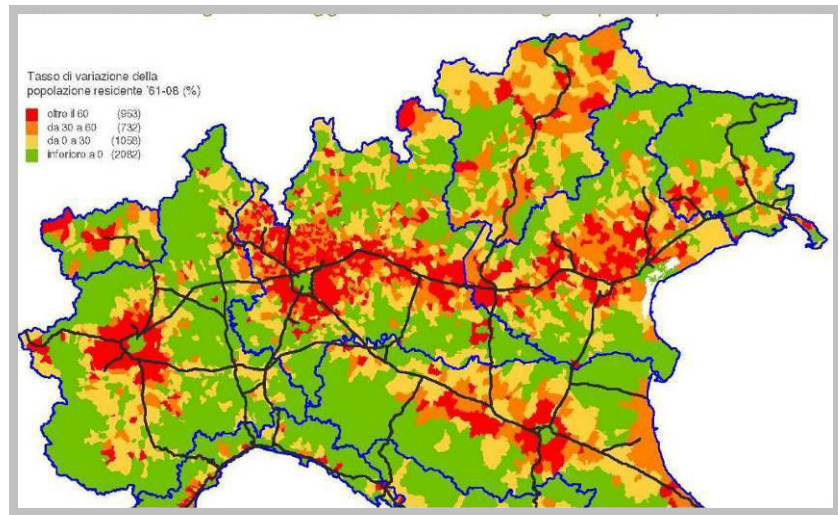 Tasso di variazione della
popolazione residente '61-08 (%)
oltre il 60 (953)
da 30 a 60 (732)
da 0 a 30 (1058)
inferiore a 0 (2082)